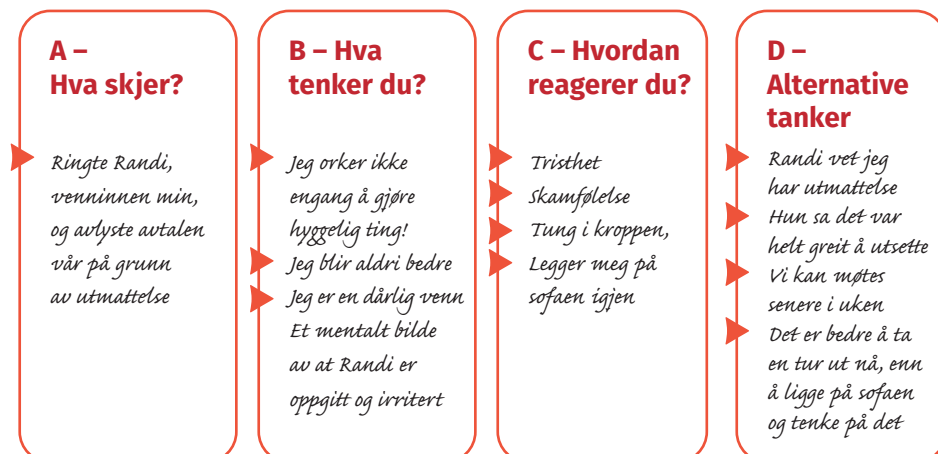 A –
Hva skjer?
Ringte Randi,
venninnen min,
og avlyste avtalen
vår på grunn
av utmattelse
B – Hva
tenker du?
Jeg orker ikke
engang å gjøre
hyggelig ting!
Jeg blir aldri bedre
Jeg er en dårlig venn
Et mentalt bilde
av at Randi er
oppgitt og irritert
C – Hvordan
reagerer du?
Tristhet
Skamfølelse
Tung i kroppen,
Legger meg på
sofaen igjen
D –
Alternative
tanker
Randi vet jeg
har utmattelse
Hun sa det var
helt greit å utsette
Vi kan møtes
senere i uken
Det er bedre å ta
en tur ut nå, enn
å ligge på sofaen
og tenke på det